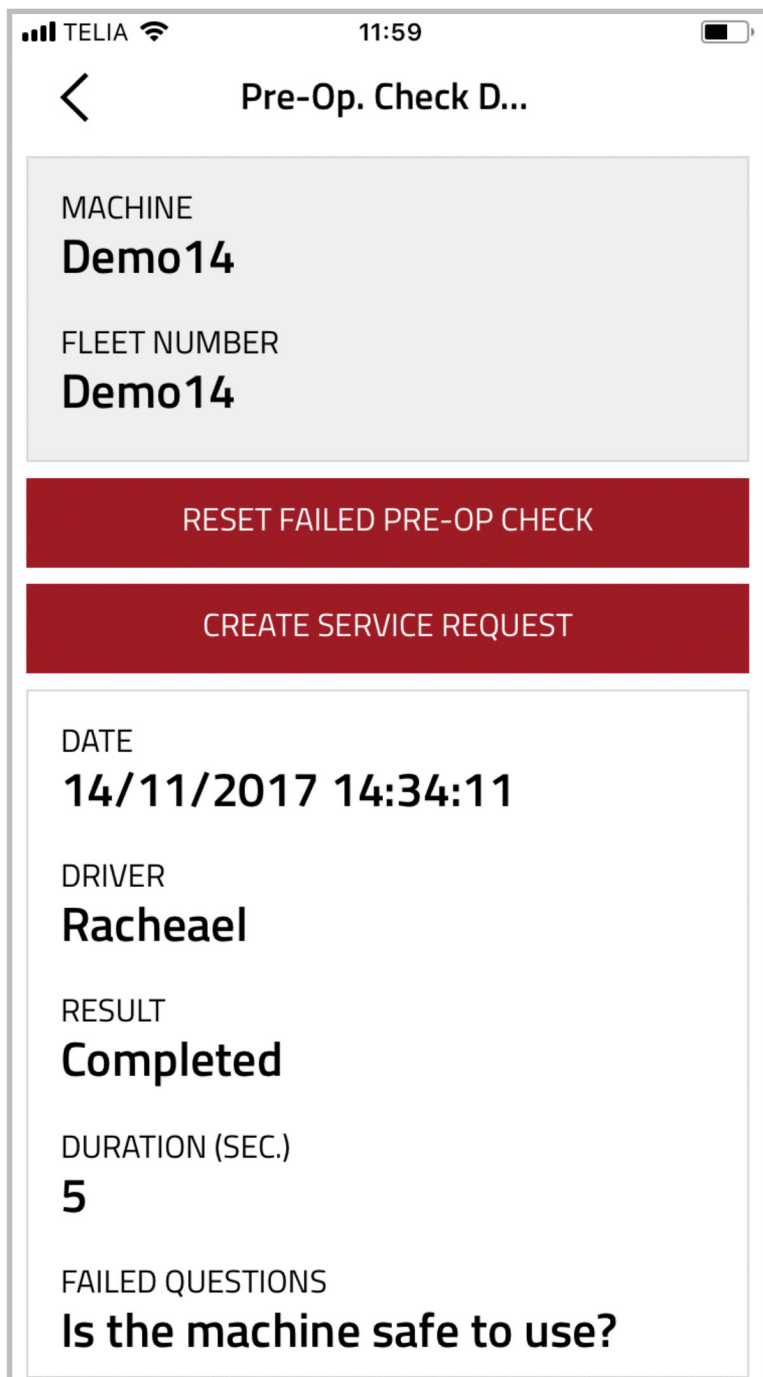 TELIA 11:59
Pre-Op. Check D...
MACHINE
Demo14
FLEET NUMBER
Demo14
RESET FAILED PRE-OP CHECK
CREATE SERVICE REQUEST
DATE
14/11/2017 14:34:11
DRIVER
Racheael
RESULT
Completed
DURATION (SEC.)
5
FAILED QUESTIONS
Is the machine safe to use?